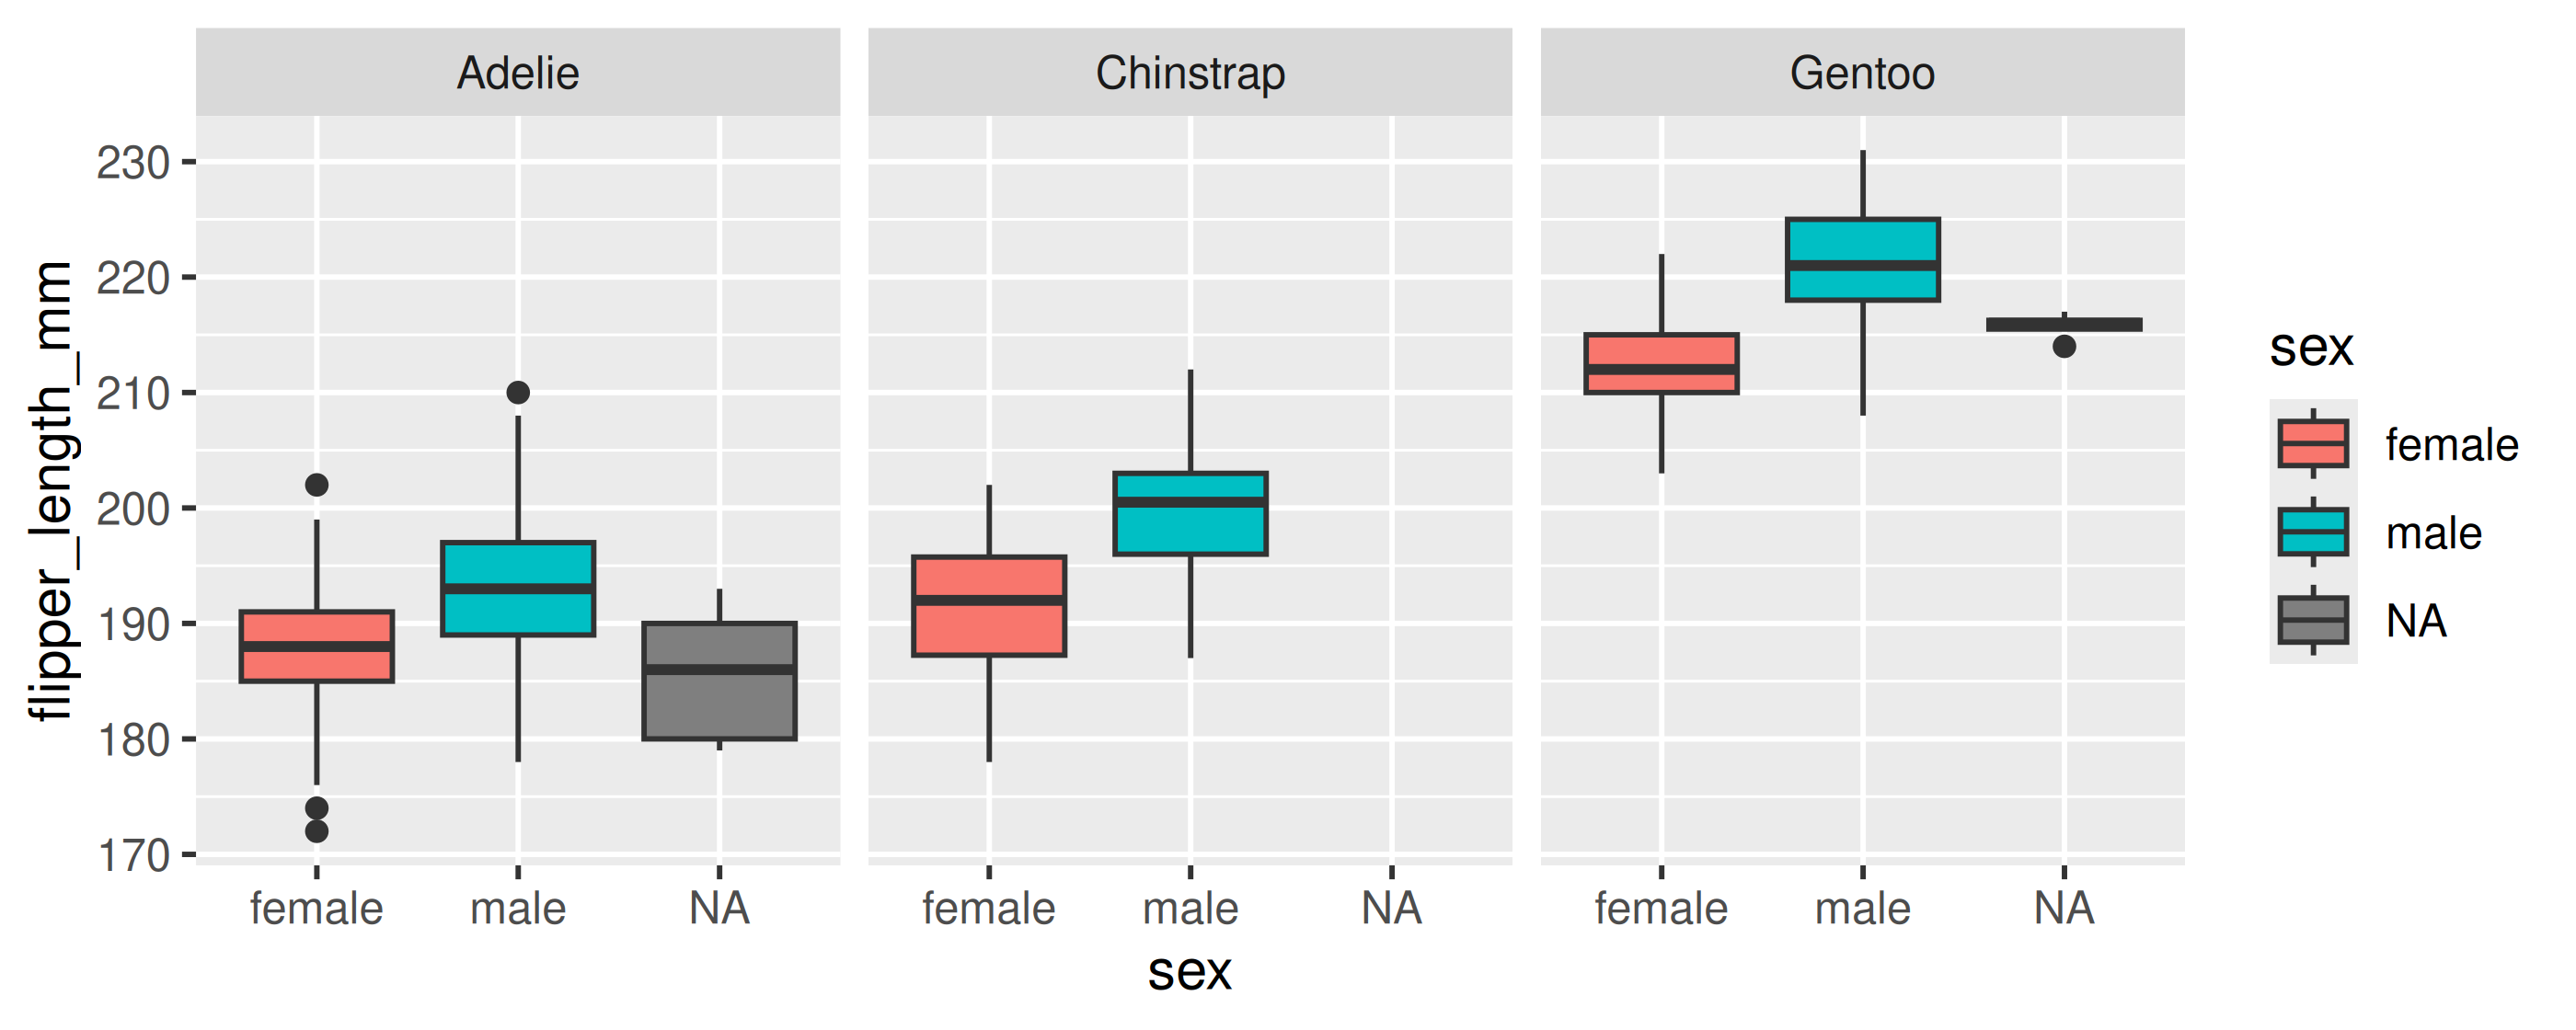 Adelie Chinstrap Gentoo
flipper_length_mm
230
220
210
200
190
180
170
female male NA female male NA female male NA
sex
sex
female
male
NA